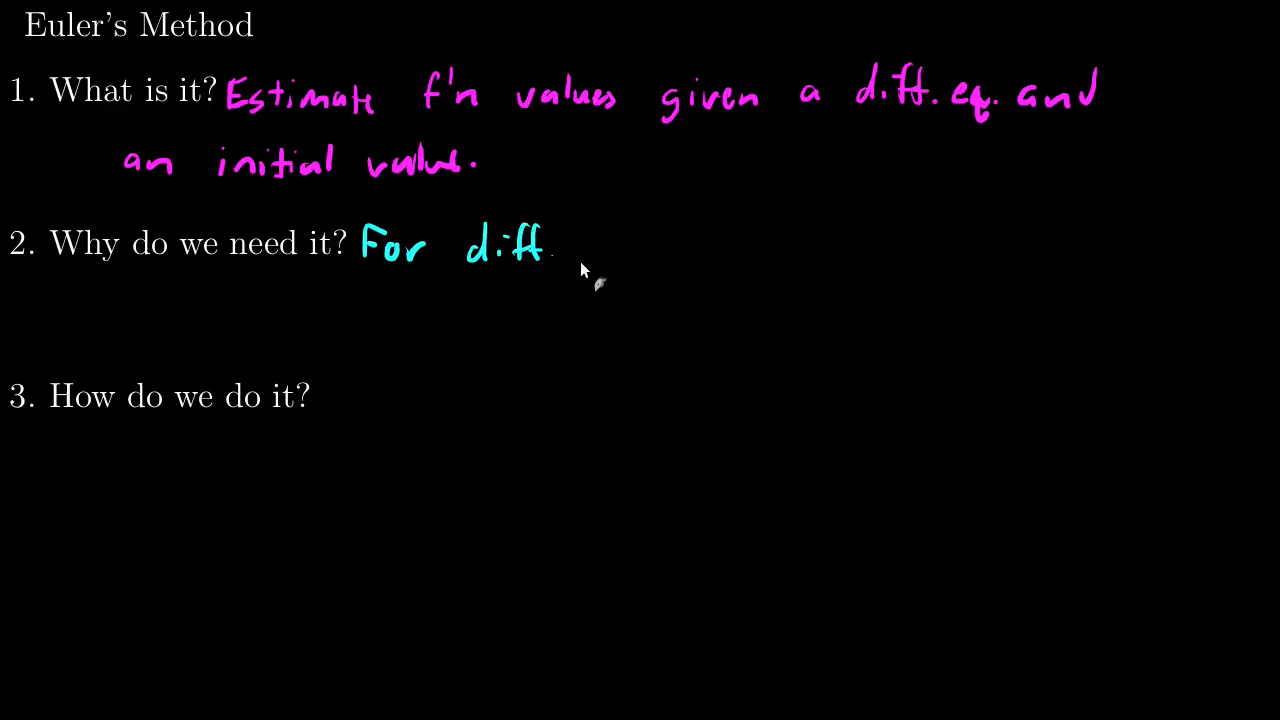 Euler's Method
1. What is it? Estimate f'n values given a diff. eq. and
an initial value.
2. Why do we need it? For diff.
3. How do we do it?